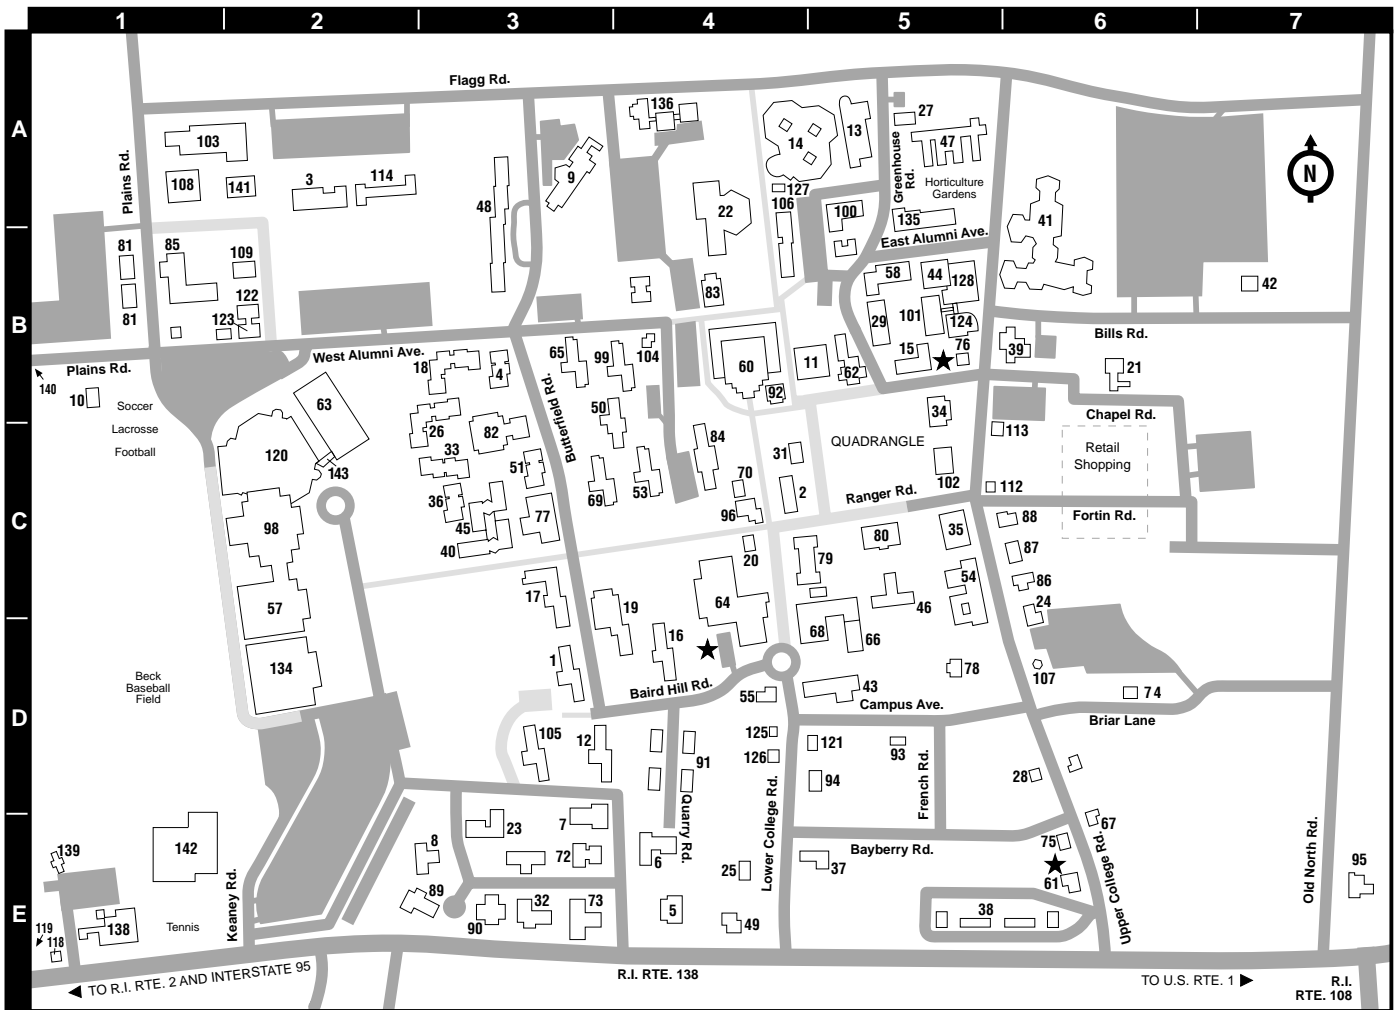 1 2 3 4 5 6 7
Flagg Rd.
A
136
27
103
14
13
47
Greenhouse Rd.
N
Plains Rd.
108
141
3
114
9
Horticulture
Gardens
127
48
22
106
100
135
41
East Alumni Ave.
81
85
109
58
44
128
42
122
83
123
81
B
29
101
124
Bills Rd.
West Alumni Ave.
65
99
104
15
76
39
Plains Rd.
18
4
60
11
62
21
140
10
92
Soccer
Lacrosse
Football
63
Butterfield Rd.
50
34
Chapel Rd.
26
82
84
QUADRANGLE
113
120
33
31
Retail
Shopping
143
51
70
102
36
69
53
2
Ranger Rd.
112
C
98
45
77
96
88
Fortin Rd.
40
80
35
20
79
87
54
86
17
57
19
64
46
24
16
68
66
134
1
78
107
Beck
Baseball
Field
Baird Hill Rd.
55
43
Campus Ave.
74
D
Briar Lane
105
12
125
121
93
91
126
94
28
French Rd.
Quarry Rd.
Lower College Rd.
23
7
67
139
142
8
75
Bayberry Rd.
72
6
37
Upper College Rd.
Old North Rd.
95
Keaney Rd.
89
25
61
E
32
73
5
38
119
118
138
Tennis
90
49
R.I. RTE. 138
TO R.I. RTE. 2 AND INTERSTATE 95
TO U.S. RTE. 1
R.I.
RTE. 108